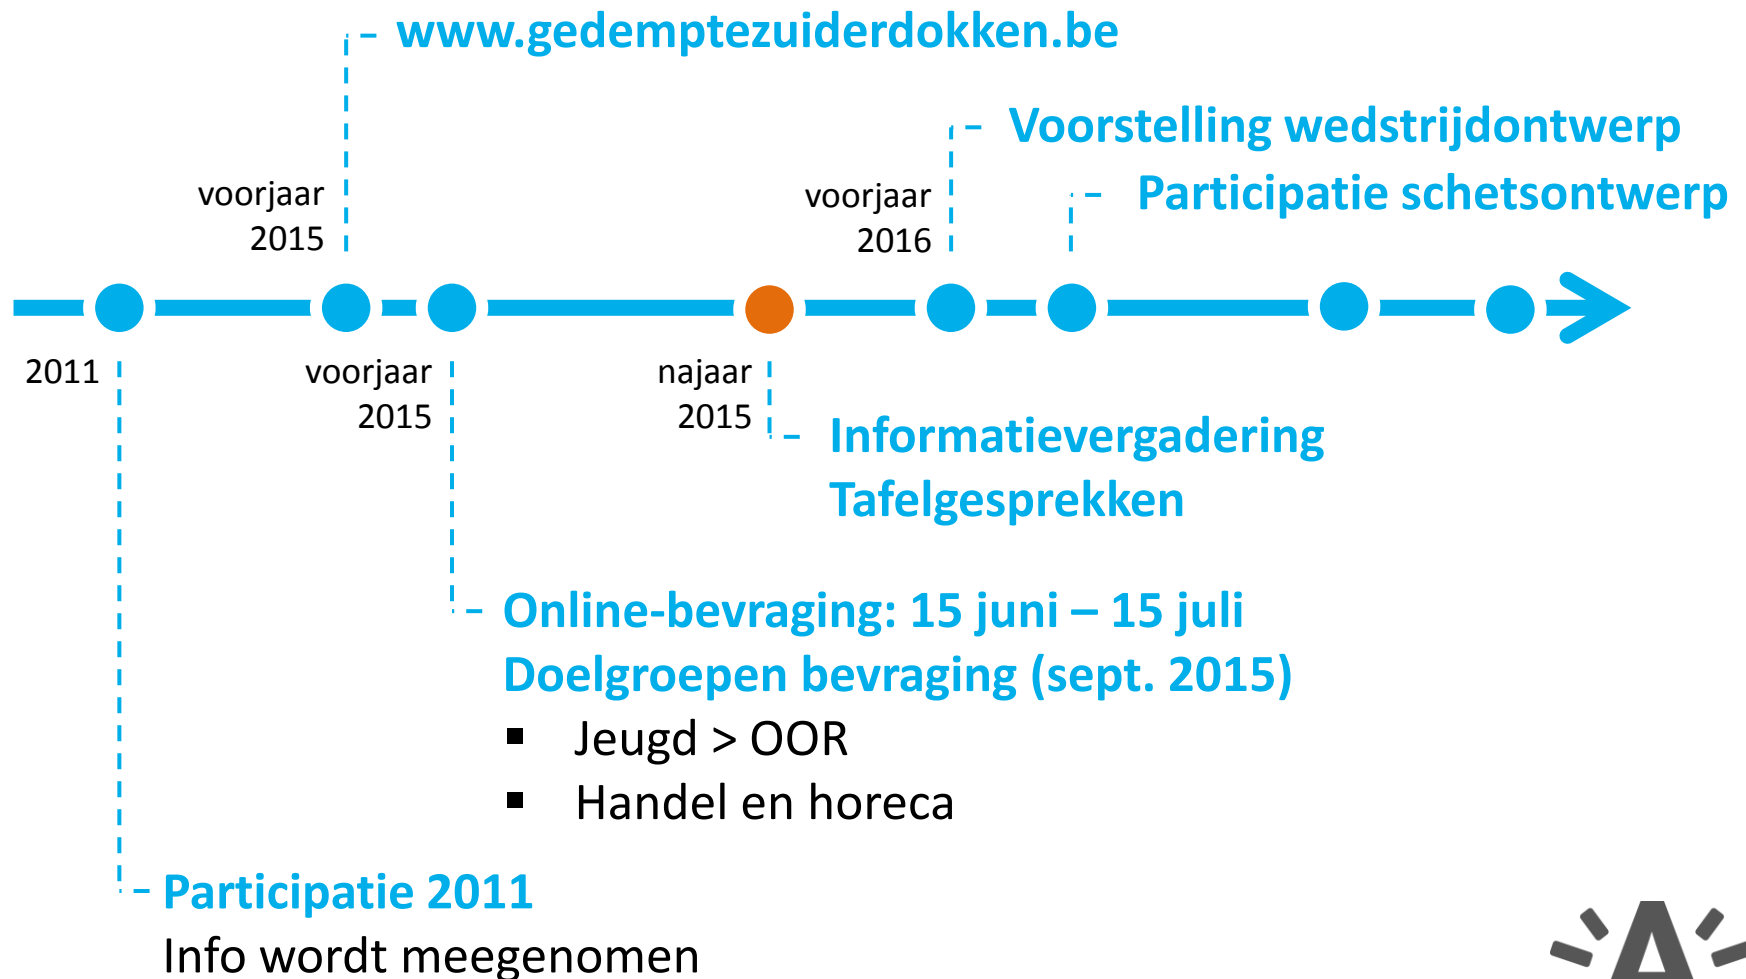 www.gedemptezuiderdokken.be
Voorstelling wedstrijdontwerp
voorjaar
2015
voorjaar
2016
Participatie schetsontwerp
2011
voorjaar
2015
najaar
2015
Informatievergadering
Tafelgesprekken
Online-bevraging: 15 juni – 15 juli
Doelgroepen bevraging (sept. 2015)
▪ Jeugd > OOR
▪ Handel en horeca
Participatie 2011
Info wordt meegenomen
A